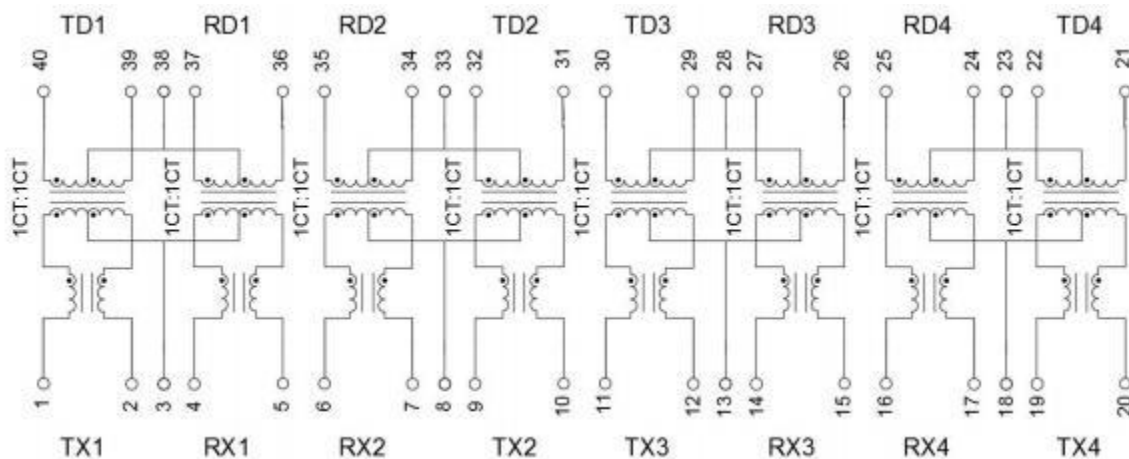 TD1 RD1 RD2 TD2 TD3 RD3 RD4 TD4
40 39 38 37 36 35 34 33 32 31 30 29 28 27 26 25 24 23 22 21
1CT:1CT 1CT:1CT 1CT:1CT 1CT:1CT 1CT:1CT 1CT:1CT 1CT:1CT 1CT:1CT
1 2 3 4 5 6 7 8 9 10 11 12 13 14 15 16 17 18 19 20
TX1 RX1 RX2 TX2 TX3 RX3 RX4 TX4